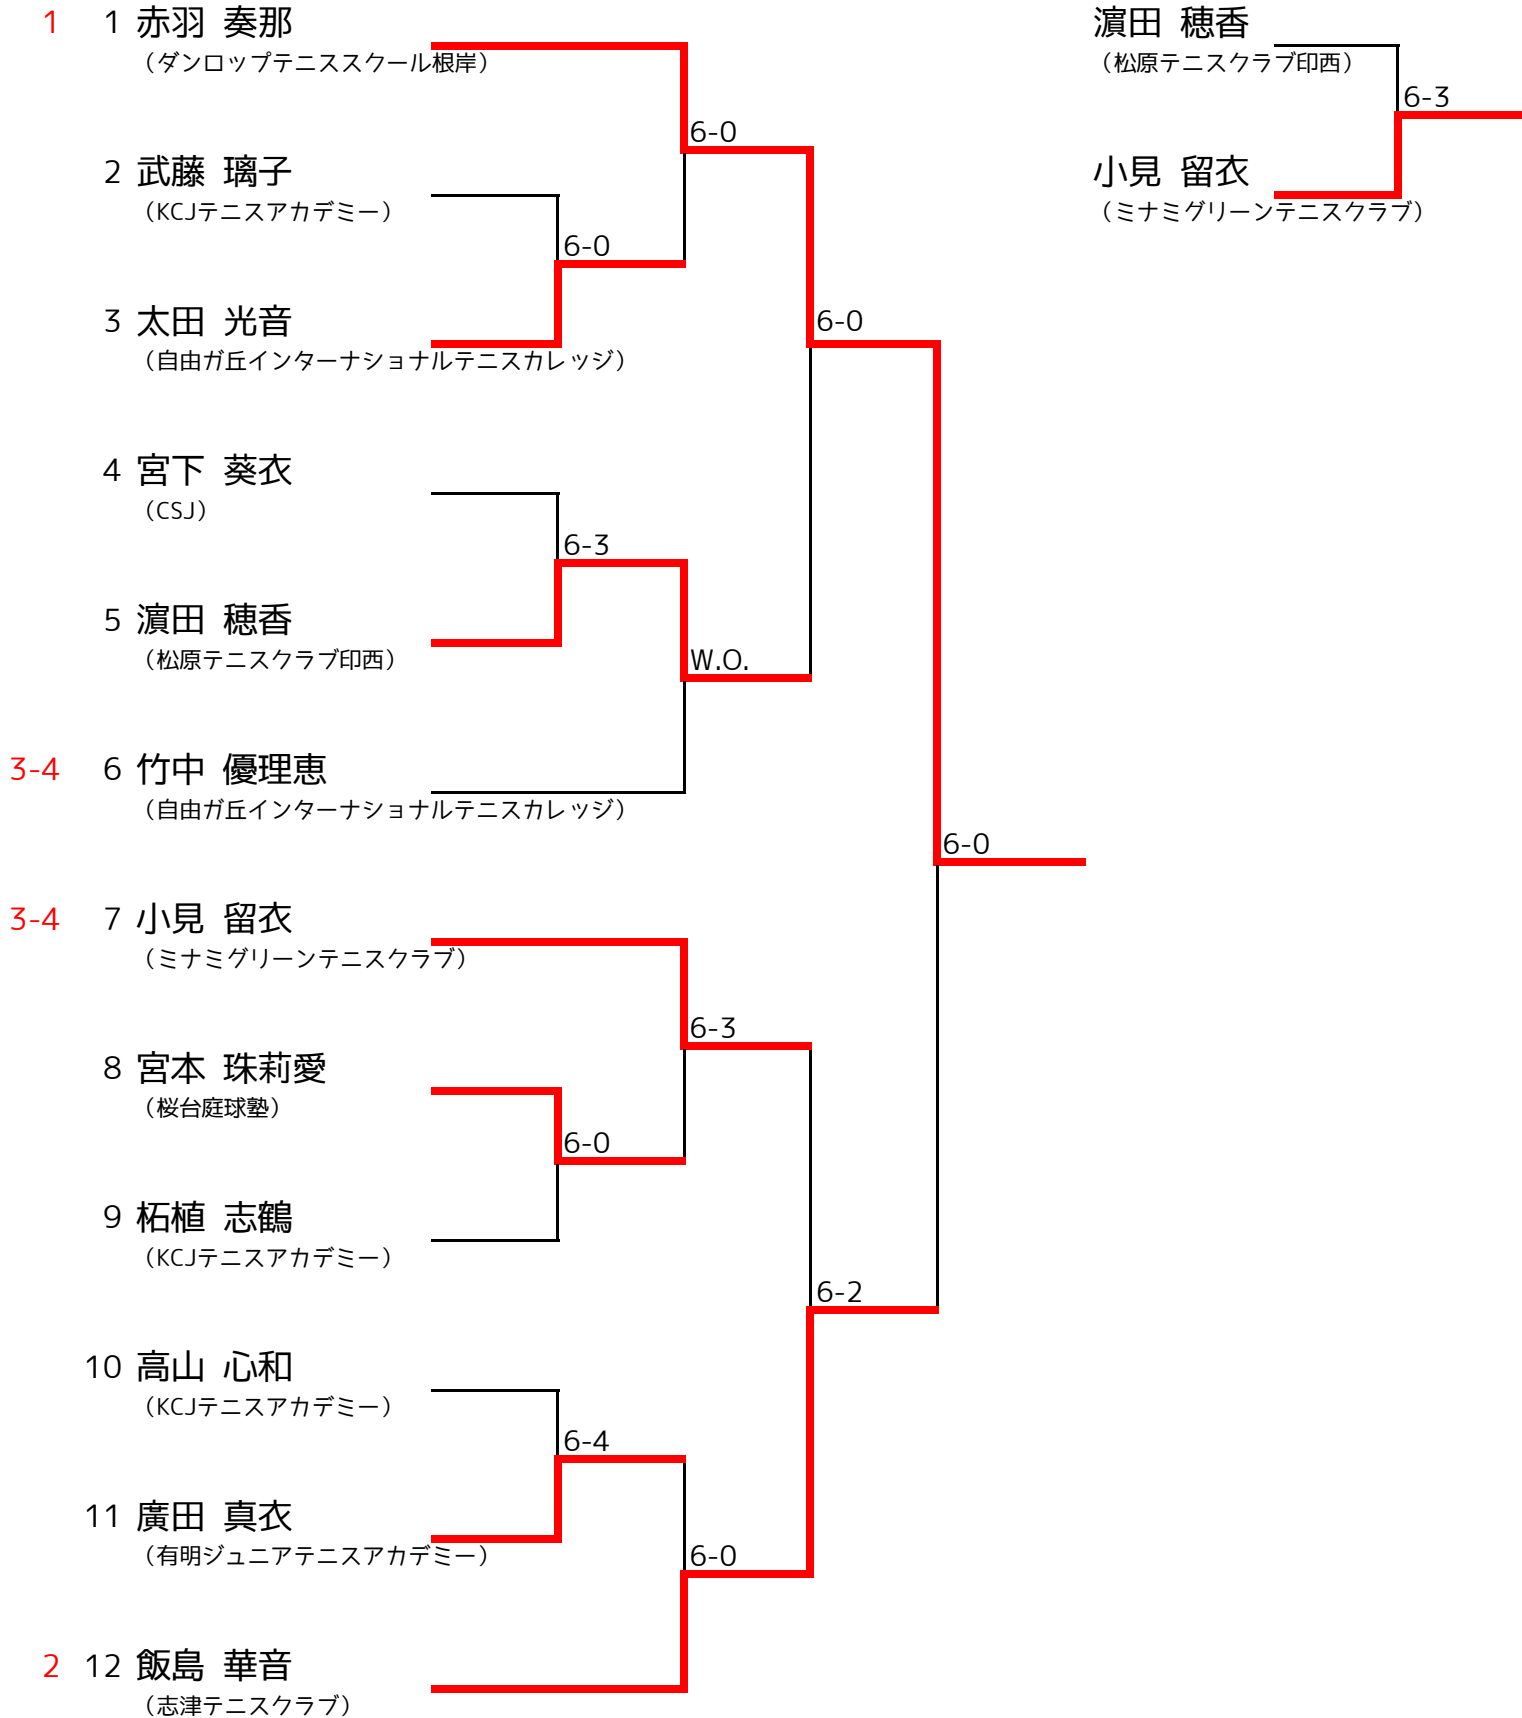 1 1 赤羽 奏那
（ダンロップテニススクール根岸）
6-0
2 武藤 璃子
（KCJテニスアカデミー）
6-0
3 太田 光音
（自由ガ丘インターナショナルテニスカレッジ）
6-0
4 宮下 葵衣
（CSJ）
6-3
5 濵田 穂香
（松原テニスクラブ印西）
W.O.
3-4 6 竹中 優理恵
（自由ガ丘インターナショナルテニスカレッジ）
6-0
3-4 7 小見 留衣
（ミナミグリーンテニスクラブ）
6-3
8 宮本 珠莉愛
（桜台庭球塾）
6-0
9 柘植 志鶴
（KCJテニスアカデミー）
6-2
10 高山 心和
（KCJテニスアカデミー）
6-4
11 廣田 真衣
（有明ジュニアテニスアカデミー）
6-0
2 12 飯島 華音
（志津テニスクラブ）
濵田 穂香
（松原テニスクラブ印西）
6-3
小見 留衣
（ミナミグリーンテニスクラブ）